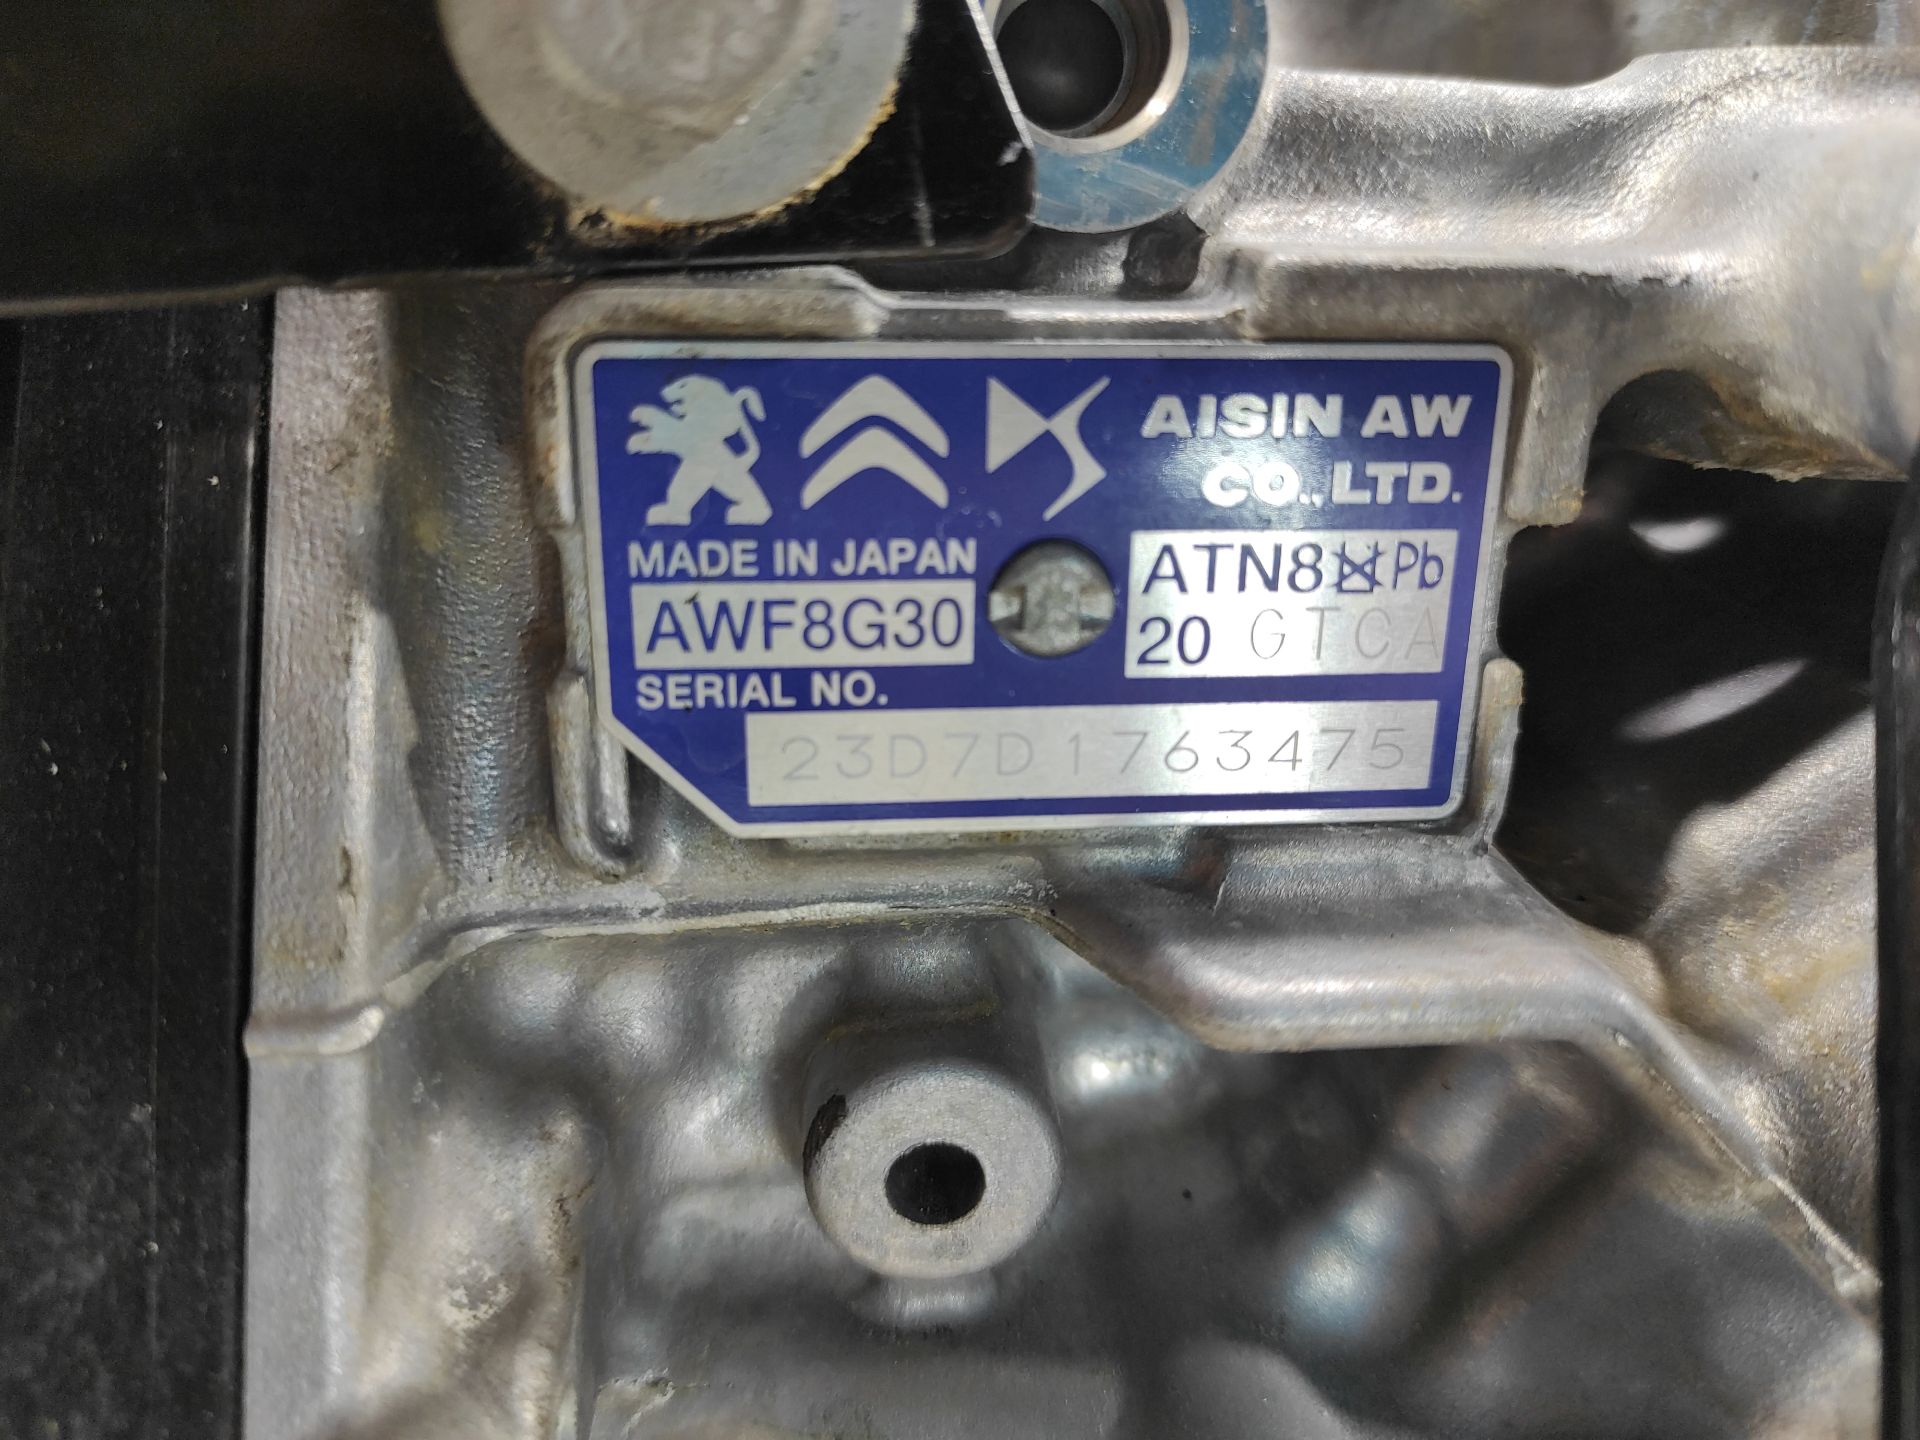 AISIN AW
CO., LTD.
MADE IN JAPAN
AWF8G30
ATN8 Pb
20 GTCA
SERIAL NO.
23D7D1763475